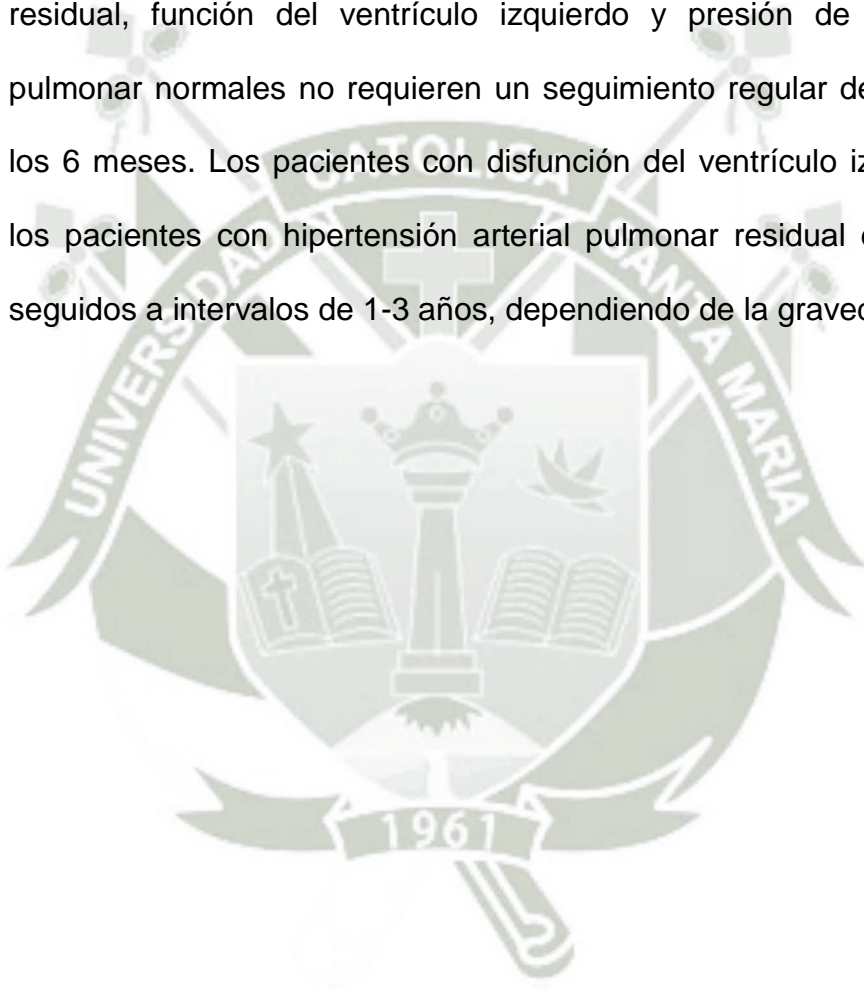 residual, función del ventrículo izquierdo y presión de
pulmonar normales no requieren un seguimiento regular de
los 6 meses. Los pacientes con disfunción del ventrículo iz
los pacientes con hipertensión arterial pulmonar residual
seguidos a intervalos de 1-3 años, dependiendo de la graved
UNIVERSIDAD CATOLICA SANTA MARIA
1961